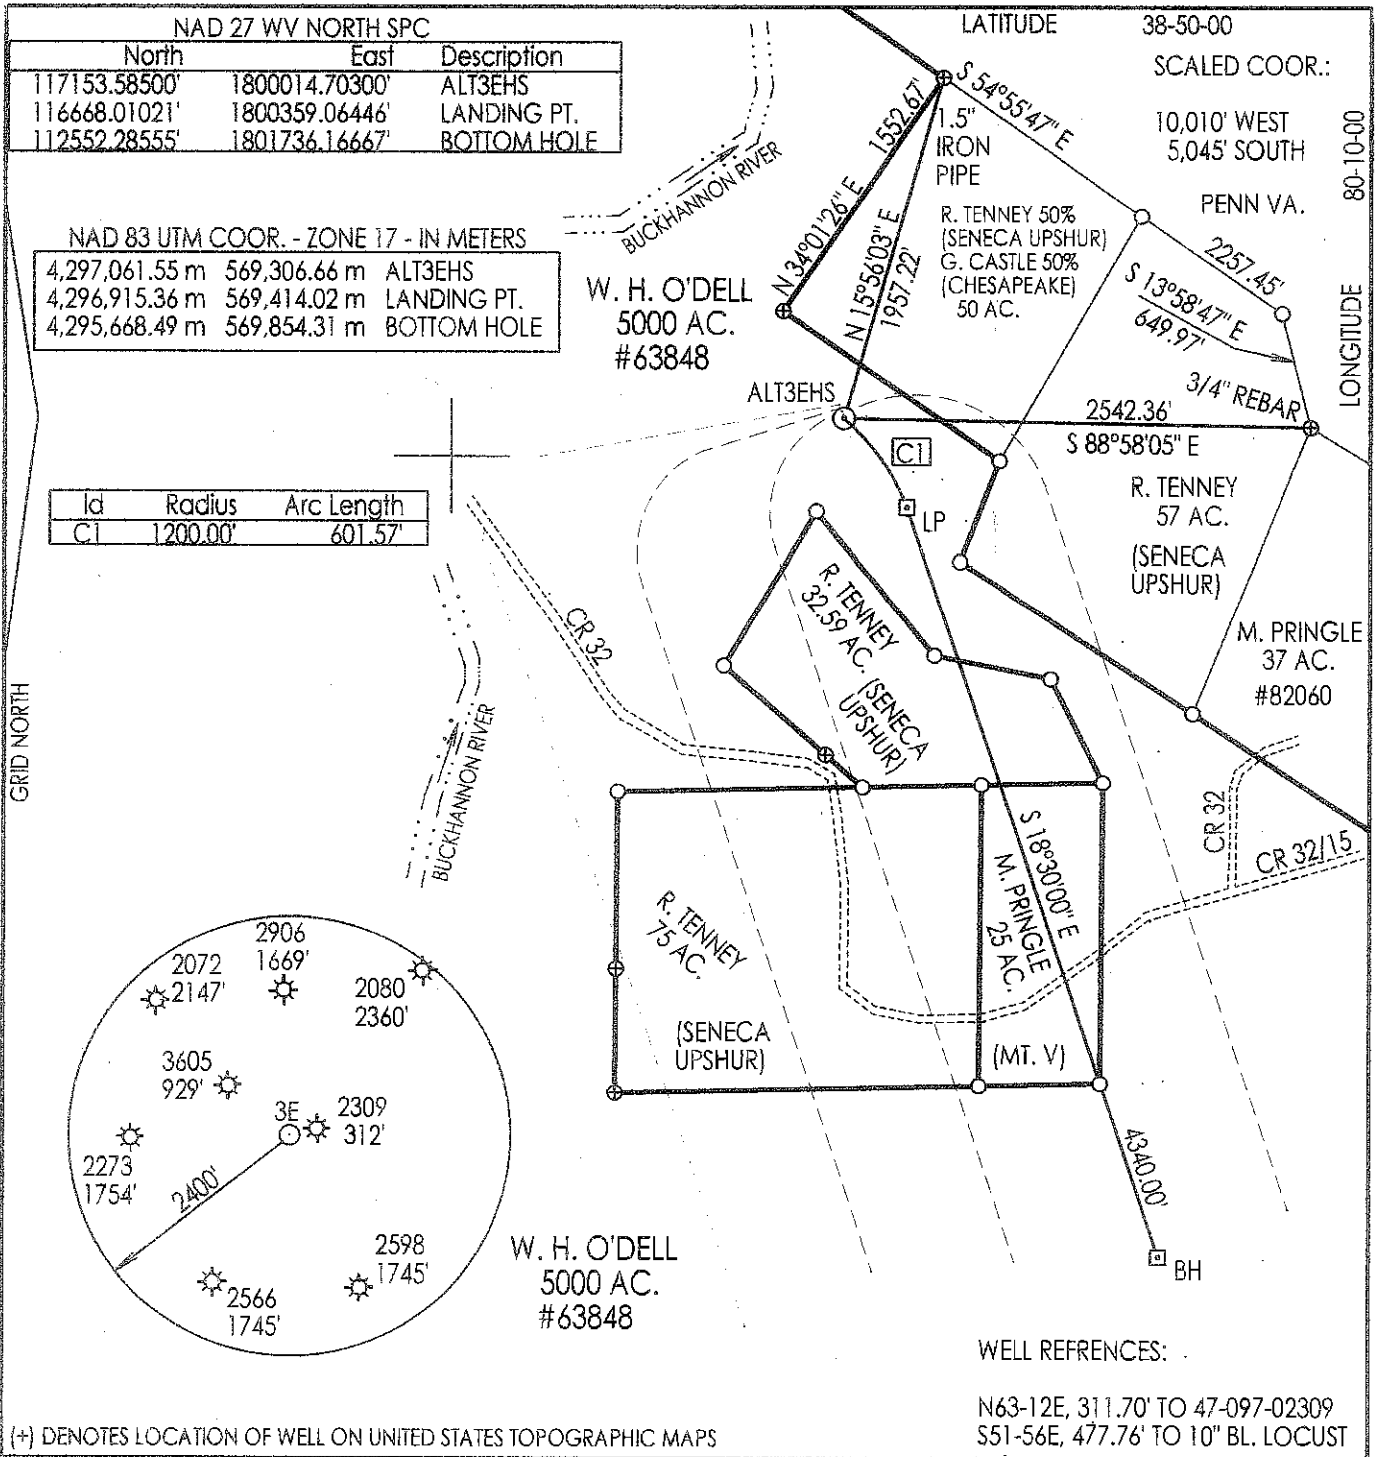 NAD 27 WV NORTH SPC
North East Description
117153.58500' 1800014.70300' ALT3EHS
116668.01021' 1800359.06446' LANDING PT.
112552.28555' 1801736.16667' BOTTOM HOLE
LATITUDE 38-50-00
SCALED COOR.:
10,010' WEST
5,045' SOUTH
80-10-00
LONGITUDE
PENN VA.
S 54°55'47" E
2257.45'
1.5"
IRON
PIPE
N 34°01'26" E 1552.67'
N 15°56'03" E
1957.22'
R. TENNEY 50%
(SENECA UPSHUR)
G. CASTLE 50%
(CHESAPEAKE)
50 AC.
S 13°58'47" E
649.97'
3/4" REBAR
BUCKHANNON RIVER
NAD 83 UTM COOR. - ZONE 17 - IN METERS
4,297,061.55 m 569,306.66 m ALT3EHS
4,296,915.36 m 569,414.02 m LANDING PT.
4,295,668.49 m 569,854.31 m BOTTOM HOLE
W. H. O'DELL
5000 AC.
#63848
ALT3EHS
2542.36'
S 88°58'05" E
C1
LP
Id Radius Arc Length
C1 1200.00' 601.57'
R. TENNEY
57 AC.
(SENECA
UPSHUR)
M. PRINGLE
37 AC.
#82060
R. TENNEY
32.59 AC.
(SENECA
UPSHUR)
CR 32
GRID NORTH
BUCKHANNON RIVER
CR 32
CR 32/15
S 18°30'00" E
M. PRINGLE
25 AC.
(MT. V)
R. TENNEY
75 AC.
(SENECA
UPSHUR)
4340.00'
BH
2906
1669'
2072
2147'
2080
2360'
3605
929'
3E
2309
312'
2273
1754'
2400'
2598
1745'
2566
1745'
W. H. O'DELL
5000 AC.
#63848
WELL REFRENCES:
N63-12E, 311.70' TO 47-097-02309
S51-56E, 477.76' TO 10" BL. LOCUST
(+) DENOTES LOCATION OF WELL ON UNITED STATES TOPOGRAPHIC MAPS